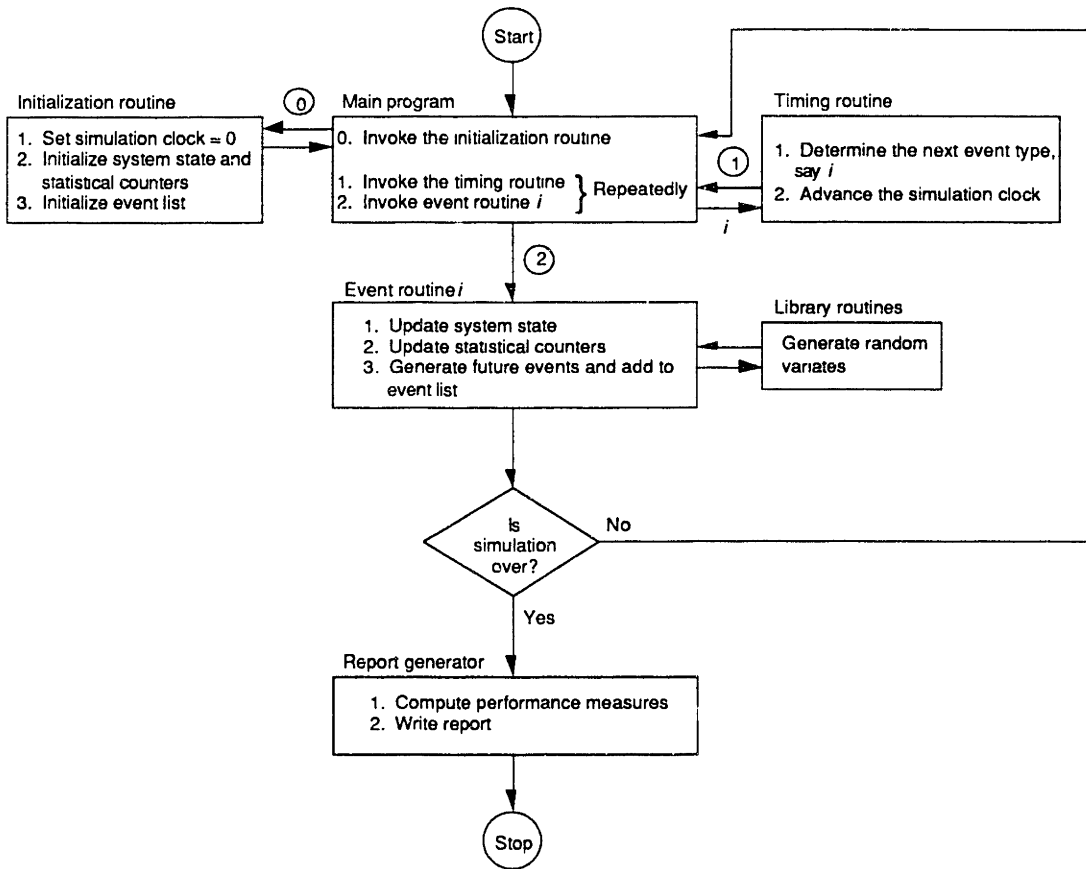 Start
Initialization routine
0
Main program
Timing routine
1. Set simulation clock = 0
2. Initialize system state and
statistical counters
3. Initialize event list
0. Invoke the initialization routine
1. Invoke the timing routine
2. Invoke event routine i
} Repeatedly
1
1. Determine the next event type,
say i
2. Advance the simulation clock
i
2
Event routine i
Library routines
1. Update system state
2. Update statistical counters
3. Generate future events and add to
event list
Generate random
variates
Is
simulation
over?
No
Yes
Report generator
1. Compute performance measures
2. Write report
Stop